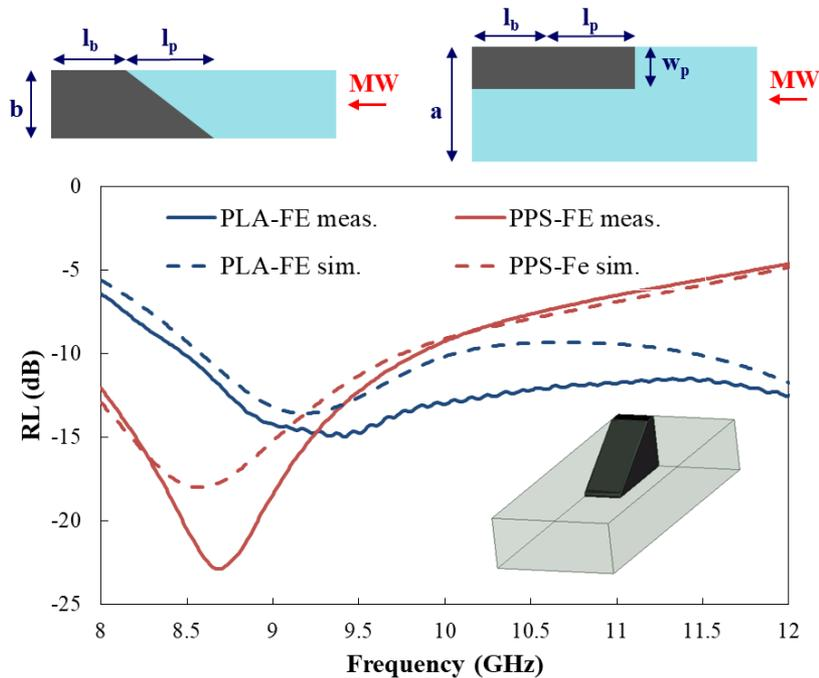 l_b l_p
b
MW
l_b l_p
w_p
a
MW
PLA-FE meas.
PPS-FE meas.
PLA-FE sim.
PPS-Fe sim.
0
-5
-10
-15
-20
-25
RL (dB)
8 8.5 9 9.5 10 10.5 11 11.5 12
Frequency (GHz)